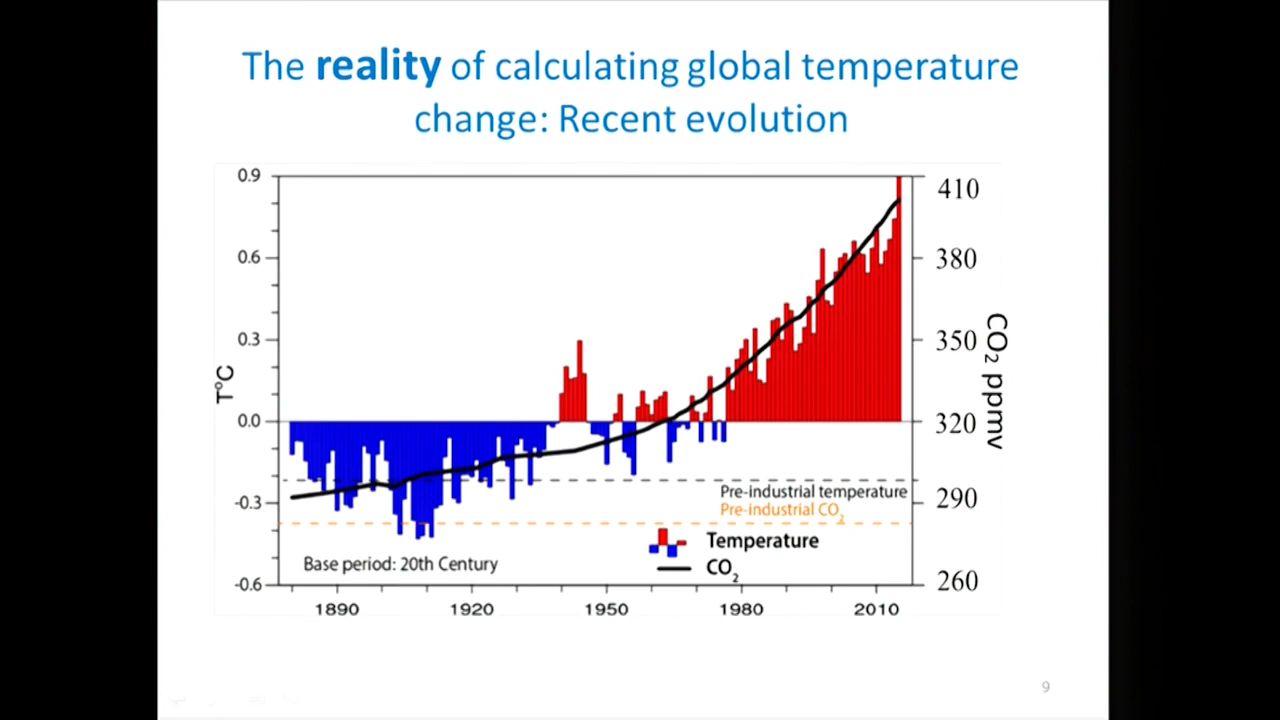 The reality of calculating global temperature
change: Recent evolution
0.9
0.6
0.3
0.0
-0.3
-0.6
T°C
410
380
350
320
290
260
CO₂ ppmv
Pre-industrial temperature
Pre-industrial CO₂
Temperature
CO₂
Base period: 20th Century
1890 1920 1950 1980 2010
9